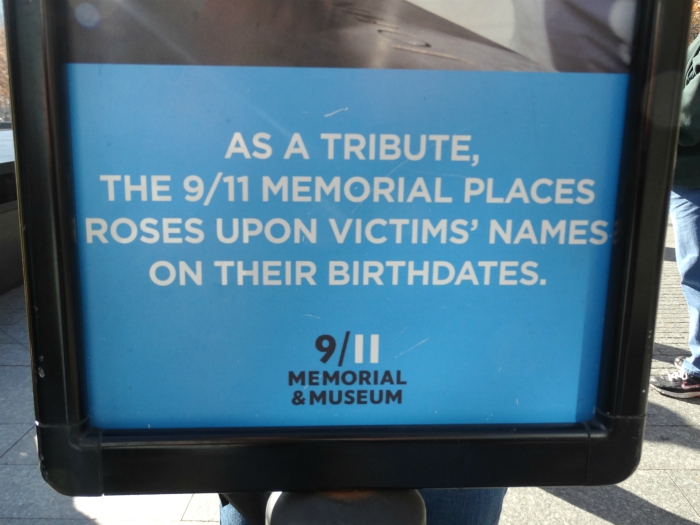 AS A TRIBUTE,
THE 9/11 MEMORIAL PLACES
ROSES UPON VICTIMS' NAMES
ON THEIR BIRTHDATES.
9/11
MEMORIAL
& MUSEUM